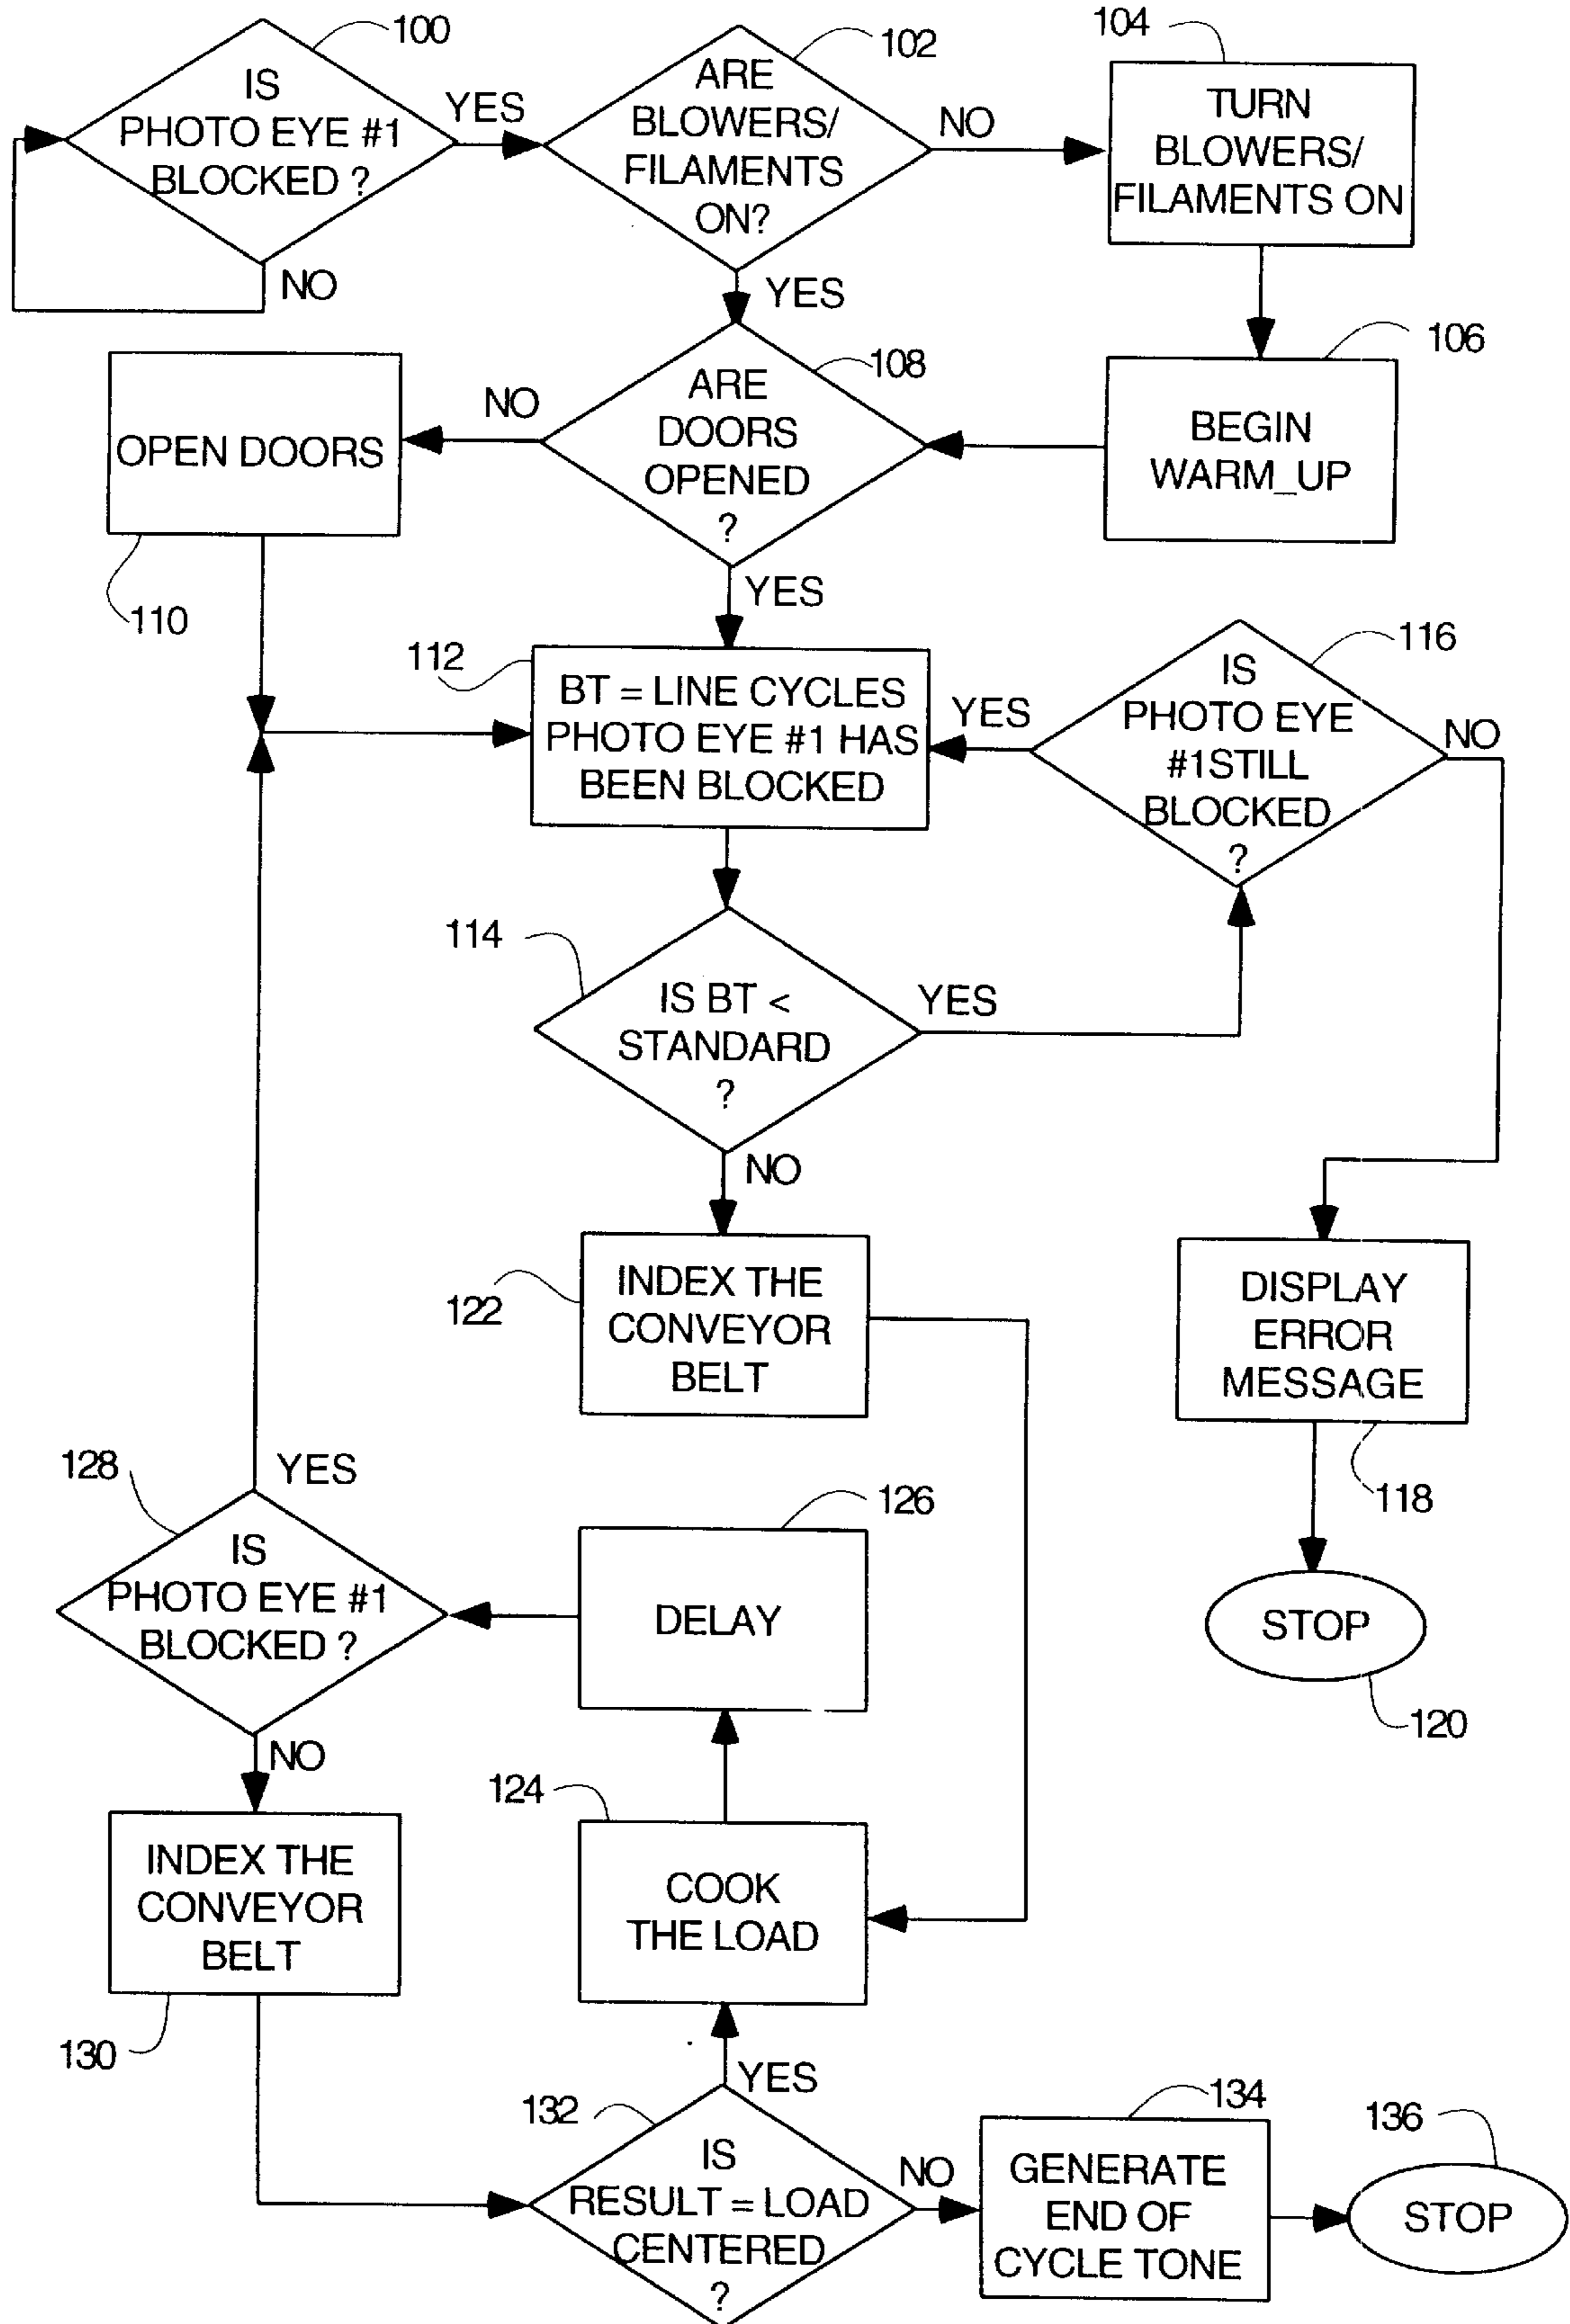 100
IS
PHOTO EYE #1
BLOCKED ?
YES
NO
102
ARE
BLOWERS/
FILAMENTS
ON?
NO
YES
104
TURN
BLOWERS/
FILAMENTS ON
106
BEGIN
WARM_UP
108
ARE
DOORS
OPENED
?
NO
YES
OPEN DOORS
110
112
BT = LINE CYCLES
PHOTO EYE #1 HAS
BEEN BLOCKED
116
IS
PHOTO EYE
#1STILL
BLOCKED
?
YES
NO
114
IS BT <
STANDARD
?
YES
NO
122
INDEX THE
CONVEYOR
BELT
DISPLAY
ERROR
MESSAGE
118
STOP
120
128
YES
IS
PHOTO EYE #1
BLOCKED ?
NO
126
DELAY
124
COOK
THE LOAD
INDEX THE
CONVEYOR
BELT
130
132
YES
IS
RESULT = LOAD
CENTERED
?
NO
134
GENERATE
END OF
CYCLE TONE
136
STOP